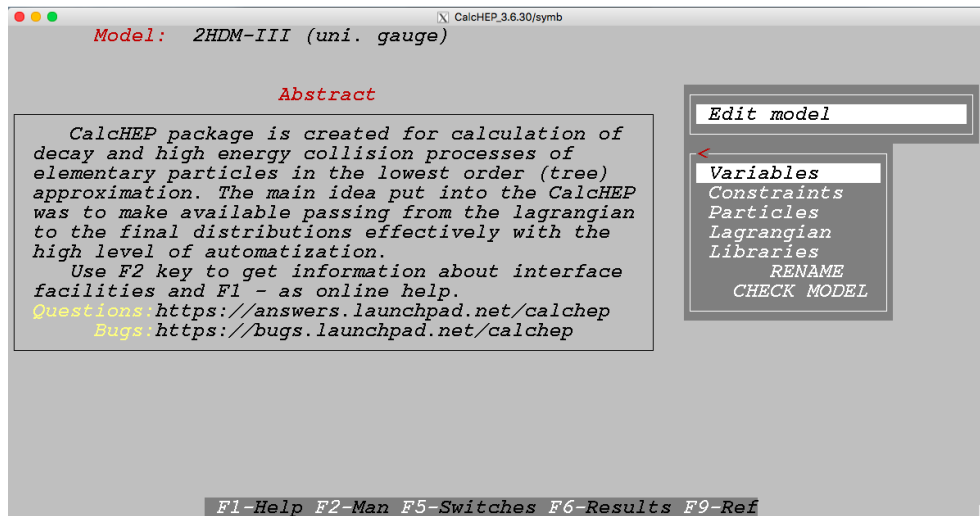 CalcHEP_3.6.30/symb
Model: 2HDM-III (uni. gauge)
Abstract
CalcHEP package is created for calculation of
decay and high energy collision processes of
elementary particles in the lowest order (tree)
approximation. The main idea put into the CalcHEP
was to make available passing from the lagrangian
to the final distributions effectively with the
high level of automatization.
Use F2 key to get information about interface
facilities and F1 - as online help.
Questions:https://answers.launchpad.net/calchep
Bugs:https://bugs.launchpad.net/calchep
Edit model
<
Variables
Constraints
Particles
Lagrangian
Libraries
RENAME
CHECK MODEL
F1-Help F2-Man F5-Switches F6-Results F9-Ref